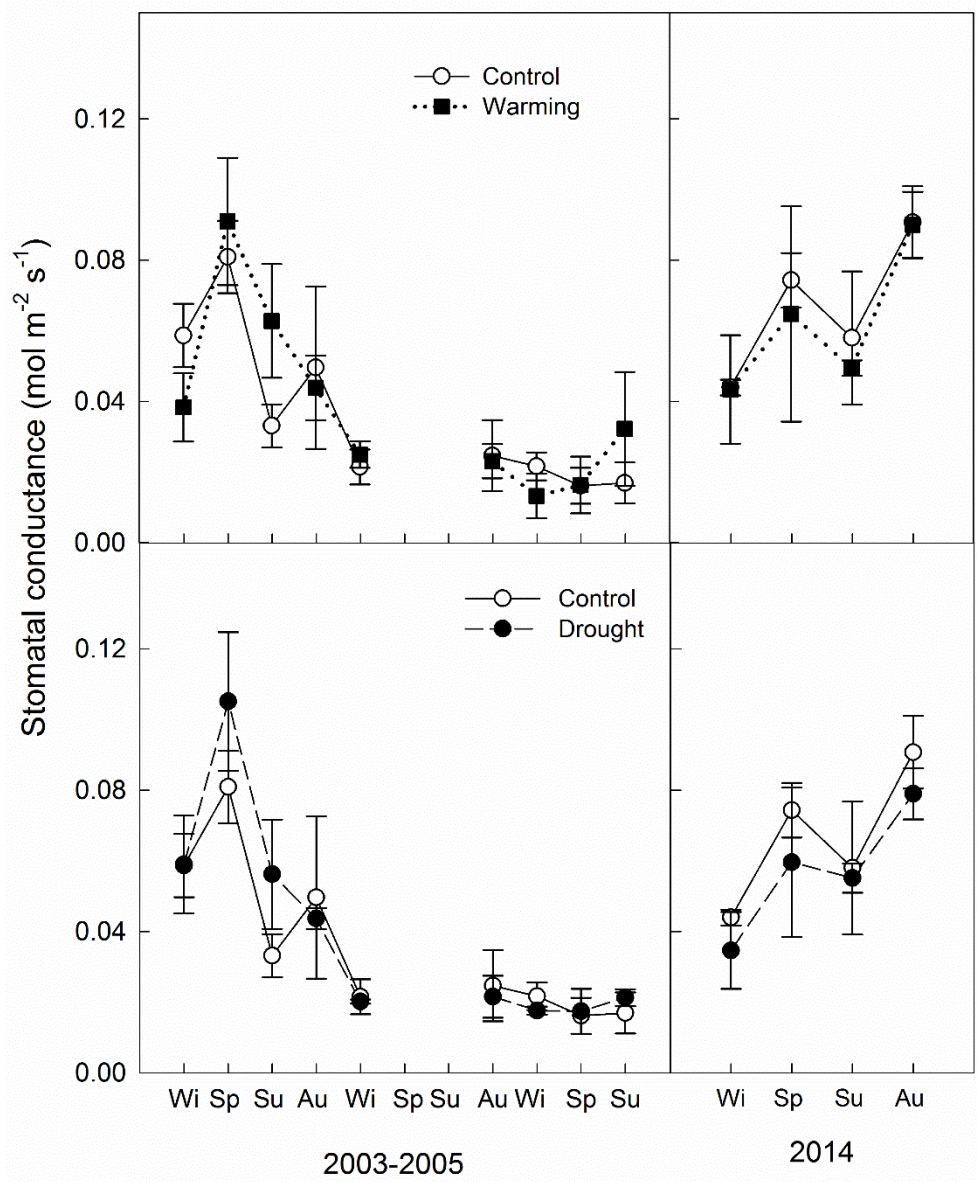 Stomatal conductance (mol m⁻² s⁻¹)
Control
Warming
0.12
0.08
0.04
0.00
Control
Drought
0.12
0.08
0.04
0.00
Wi Sp Su Au Wi Sp Su Au Wi Sp Su Wi Sp Su Au
2003-2005 2014